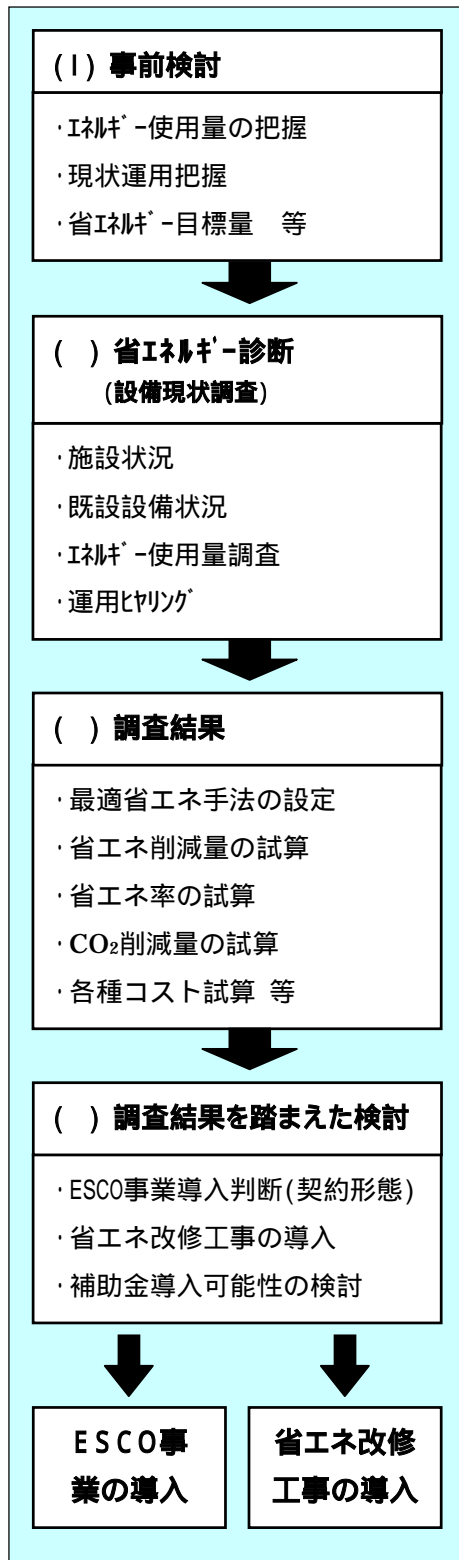 (I) 事前検討
・ｴﾈﾙｷﾞｰ使用量の把握
・現状運用把握
・省ｴﾈﾙｷﾞｰ目標量　等
(　) 省ｴﾈﾙｷﾞｰ診断
(設備現状調査)
・施設状況
・既設設備状況
・ｴﾈﾙｷﾞｰ使用量調査
・運用ﾋﾔﾘﾝｸﾞ
(　) 調査結果
・最適省エネ手法の設定
・省エネ削減量の試算
・省エネ率の試算
・CO₂削減量の試算
・各種コスト試算 等
(　) 調査結果を踏まえた検討
・ESCO事業導入判断(契約形態)
・省エネ改修工事の導入
・補助金導入可能性の検討
ＥＳＣＯ事
業の導入
省エネ改修
工事の導入